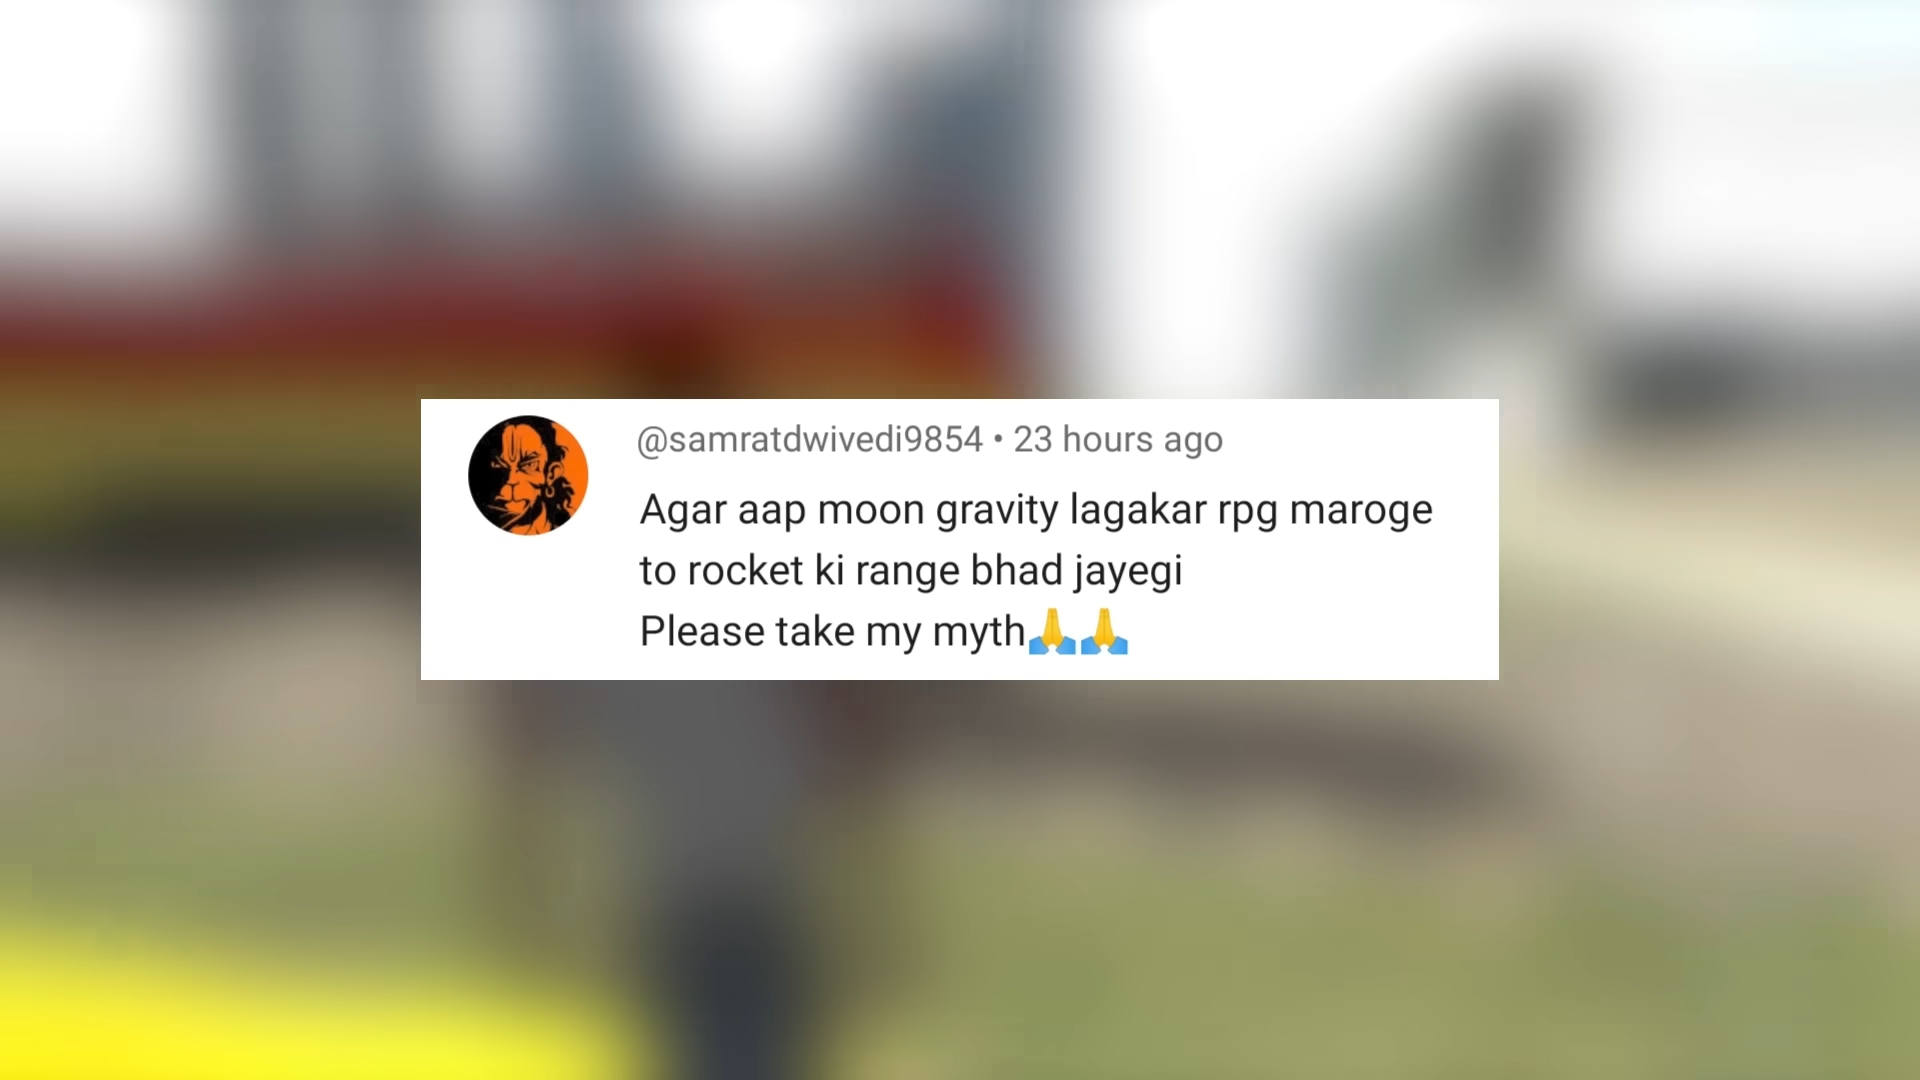 @samratdwivedi9854 • 23 hours ago
Agar aap moon gravity lagakar rpg maroge
to rocket ki range bhad jayegi
Please take my myth🙏🙏